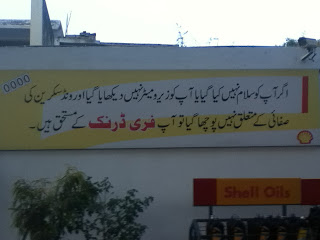 0000
اگر آپ کو سلام نہیں کیا گیا یا آپ کو زیرو میٹر نہیں دیکھایا گیا اور ونڈ سکرین کی
صفائی کے متعلق نہیں پوچھا گیا تو آپ فری ڈرنک کے مستحق ہیں۔
Shell Oils